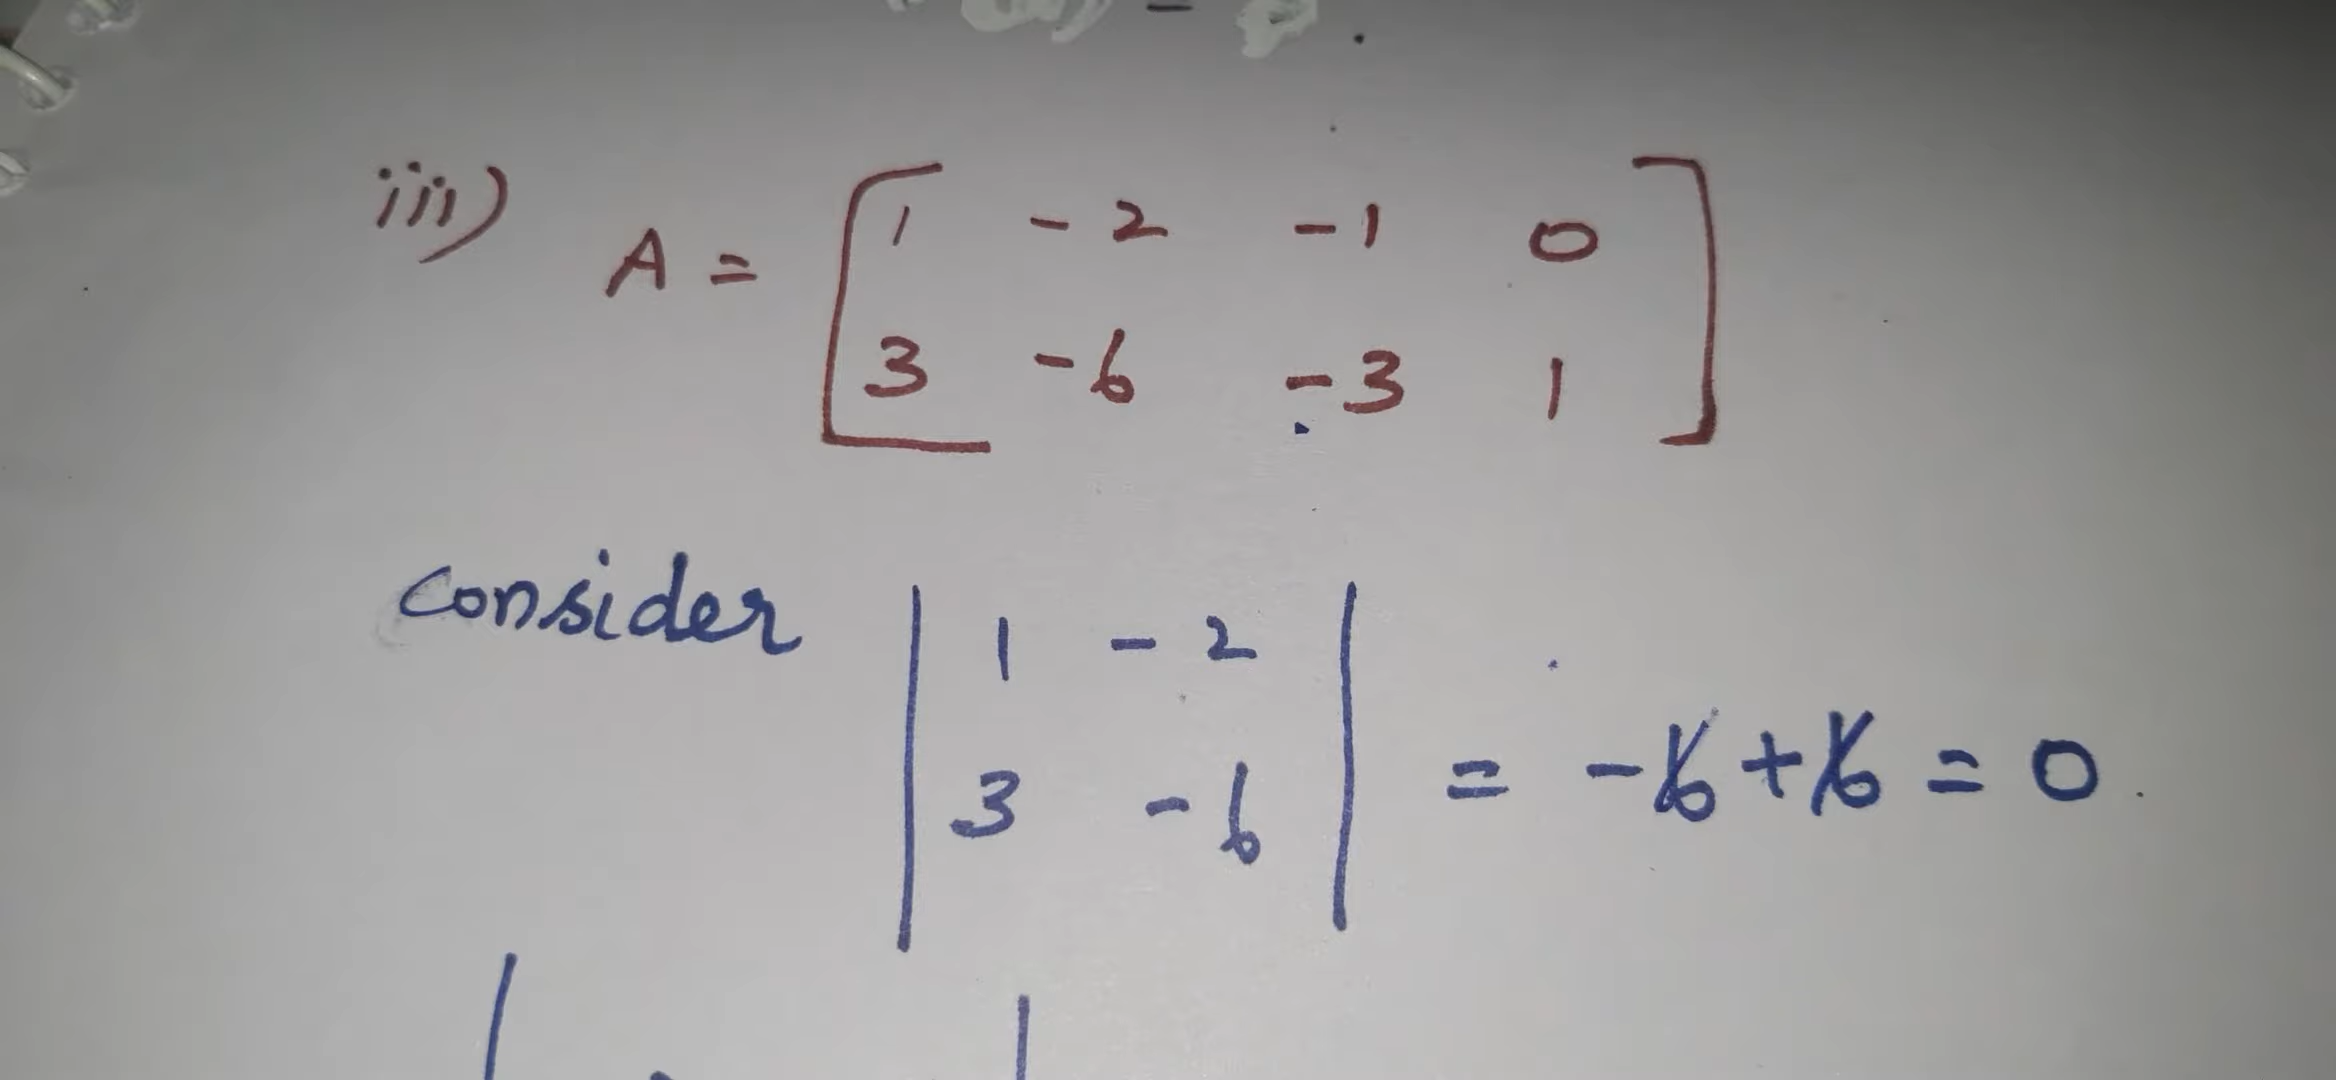 iii) A = [ 1 -2 -1 0
3 -6 -3 1 ]
consider | 1 -2
3 -6 | = -6 + 6 = 0.